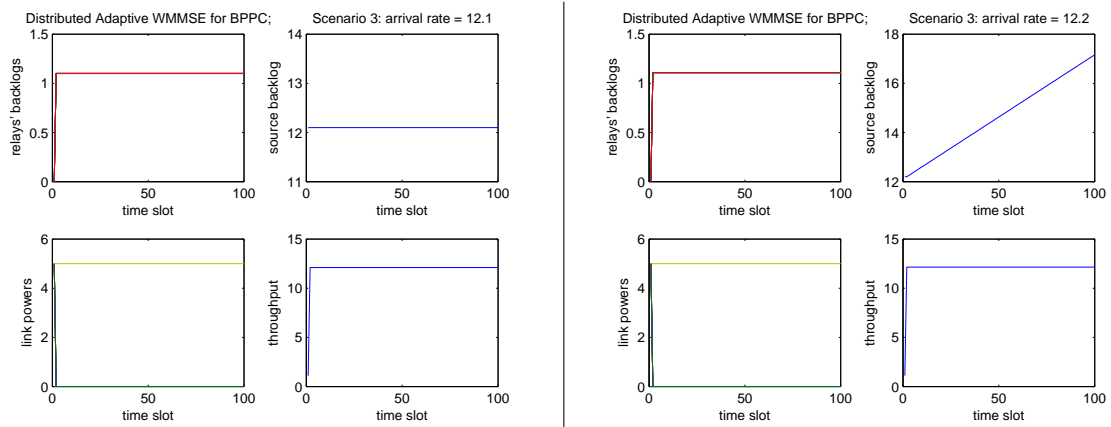 Distributed Adaptive WMMSE for BPPC;
Scenario 3: arrival rate = 12.1
1.5
1
0.5
0
relays' backlogs
0
50
100
time slot
14
13
12
11
source backlog
0
50
100
time slot
6
4
2
0
link powers
0
50
100
time slot
15
10
5
0
throughput
0
50
100
time slot
Distributed Adaptive WMMSE for BPPC;
Scenario 3: arrival rate = 12.2
1.5
1
0.5
0
relays' backlogs
0
50
100
time slot
18
16
14
12
source backlog
0
50
100
time slot
6
4
2
0
link powers
0
50
100
time slot
15
10
5
0
throughput
0
50
100
time slot